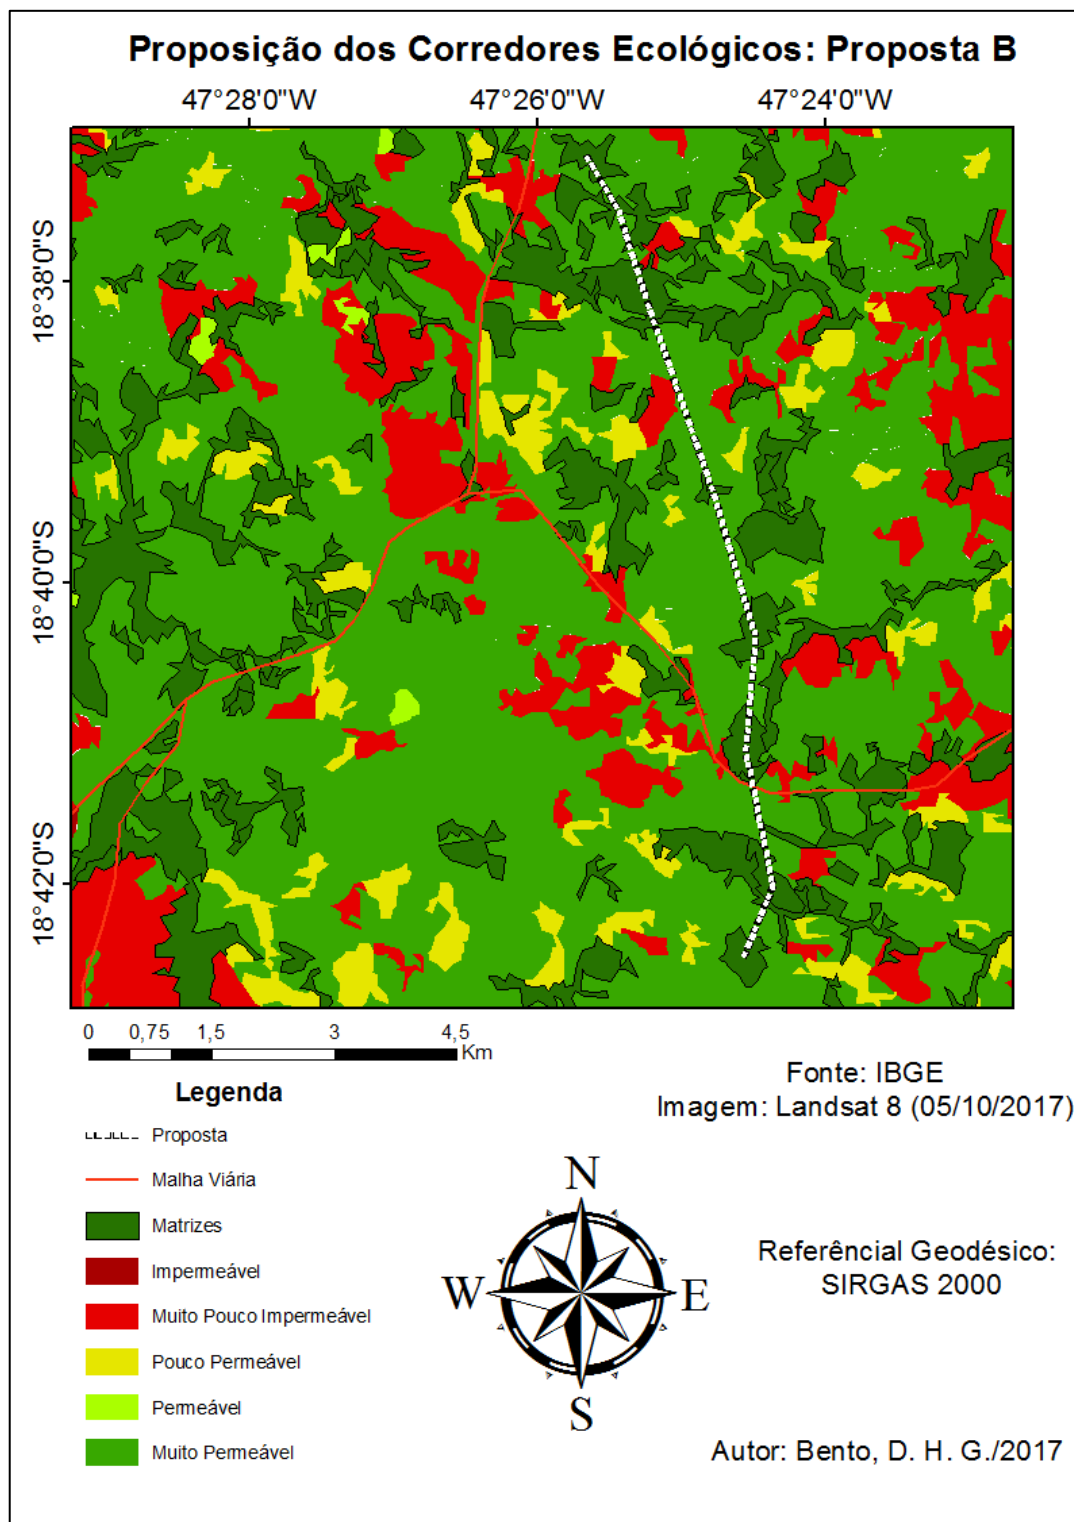 Proposição dos Corredores Ecológicos: Proposta B
47°28'0"W 47°26'0"W 47°24'0"W
18°38'0"S
18°40'0"S
18°42'0"S
0 0,75 1,5 3 4,5
Km
Legenda
Proposta
Malha Viária
Matrizes
Impermeável
Muito Pouco Impermeável
Pouco Permeável
Permeável
Muito Permeável
Fonte: IBGE
Imagem: Landsat 8 (05/10/2017)
N
W E
S
Referêncial Geodésico:
SIRGAS 2000
Autor: Bento, D. H. G./2017